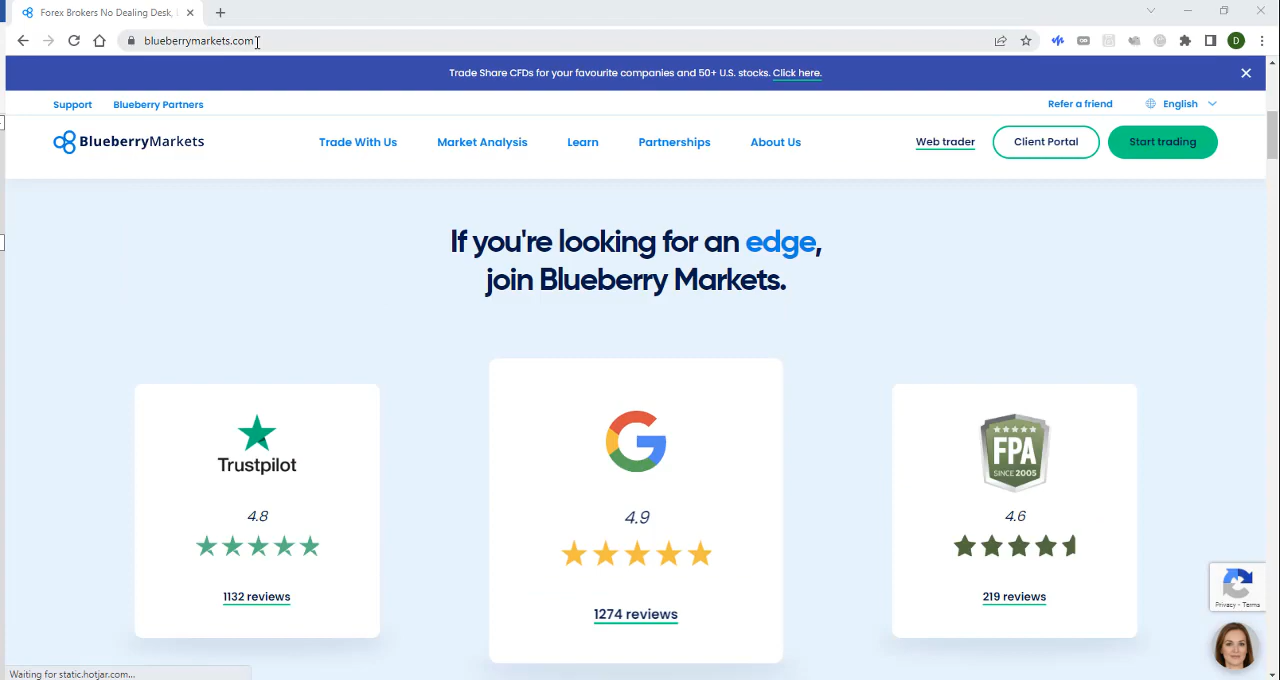 Forex Brokers No Dealing Desk,
blueberrymarkets.com
D
Trade Share CFDs for your favourite companies and 50+ U.S. stocks. Click here.
Support Blueberry Partners Refer a friend English
BlueberryMarkets Trade With Us Market Analysis Learn Partnerships About Us Web trader Client Portal Start trading
If you're looking for an edge,
join Blueberry Markets.
Trustpilot
4.8
1132 reviews
G
4.9
1274 reviews
FPA
SINCE 2005
4.6
219 reviews
Privacy - Terms
Waiting for static.hotjar.com...